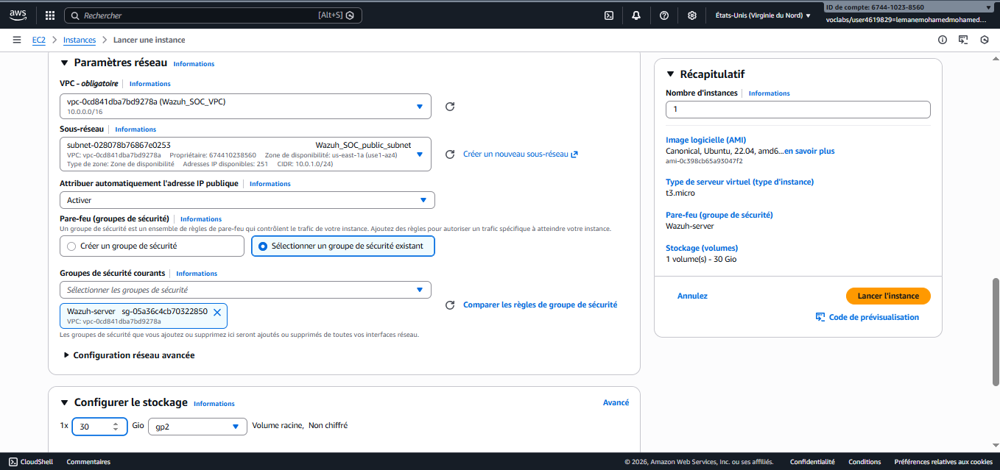 aws
Rechercher
[Alt+S]
États-Unis (Virginie du Nord)
ID de compte: 6744-1023-8560
voclabs/user4619829=lemanemohamedmohamed...
EC2
Instances
Lancer une instance
Paramètres réseau
Informations
VPC – obligatoire
Informations
vpc-0cd841dba7bd9278a (Wazuh_SOC_VPC)
10.0.0.0/16
Sous-réseau
Informations
subnet-028078b76867e0253
Wazuh_SOC_public_subnet
VPC: vpc-0cd841dba7bd9278a Propriétaire: 674410238560 Zone de disponibilité: us-east-1a (use1-az4)
Type de zone: Zone de disponibilité Adresses IP disponibles: 251 CIDR: 10.0.1.0/24)
Créer un nouveau sous-réseau
Attribuer automatiquement l'adresse IP publique
Informations
Activer
Pare-feu (groupes de sécurité)
Informations
Un groupe de sécurité est un ensemble de règles de pare-feu qui contrôlent le trafic de votre instance. Ajoutez des règles pour autoriser un trafic spécifique à atteindre votre instance.
Créer un groupe de sécurité
Sélectionner un groupe de sécurité existant
Groupes de sécurité courants
Informations
Sélectionner les groupes de sécurité
Wazuh-server sg-05a36c4cb70322850
VPC: vpc-0cd841dba7bd9278a
Comparer les règles de groupe de sécurité
Les groupes de sécurité que vous ajoutez ou supprimez ici seront ajoutés ou supprimés de toutes vos interfaces réseau.
Configuration réseau avancée
Configurer le stockage
Informations
Avancé
1x
30
Gio
gp2
Volume racine, Non chiffré
Récapitulatif
Nombre d'instances
Informations
1
Image logicielle (AMI)
Canonical, Ubuntu, 22.04, amd6...en savoir plus
ami-0c398cb65a93047f2
Type de serveur virtuel (type d'instance)
t3.micro
Pare-feu (groupe de sécurité)
Wazuh-server
Stockage (volumes)
1 volume(s) - 30 Gio
Annulez
Lancer l'instance
Code de prévisualisation
CloudShell
Commentaires
© 2026, Amazon Web Services, Inc. ou ses affiliés.
Confidentialité
Conditions
Préférences relatives aux cookies